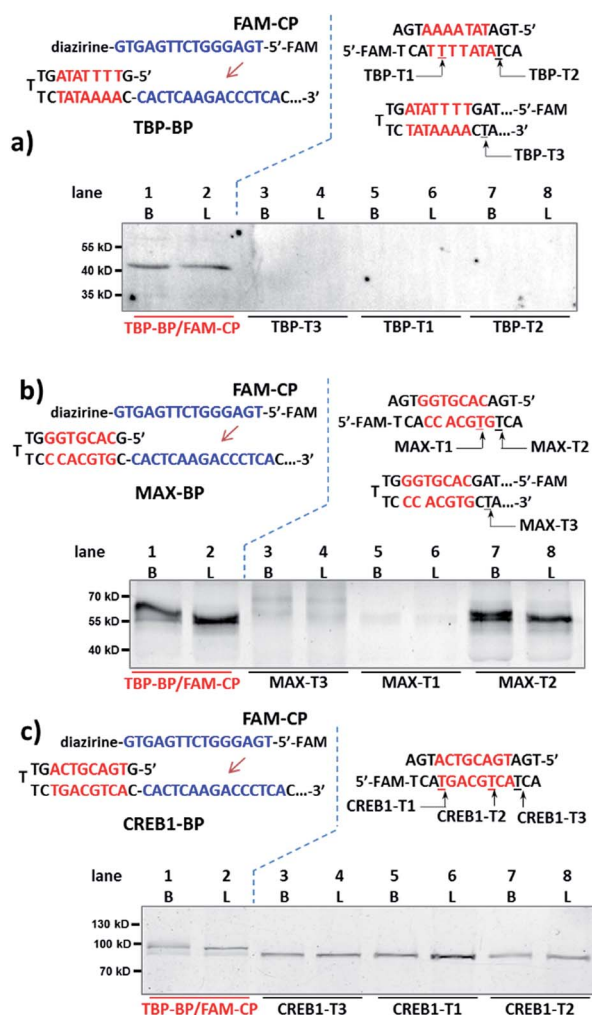 FAM-CP
diazirine-GTGAGTTCTGGGAGT-5'-FAM
TGATATTTTG-5'
T
TCTATAAAAC-CACTCAAGACCCTCAC...-3'
TBP-BP
AGTAAAATATAGT-5'
5'-FAM-TCATTTTATATCA
TBP-T1
TBP-T2
TGATATTTTGAT...-5'-FAM
T
TC TATAAAACTA...-3'
TBP-T3
a)
lane 1 2 3 4 5 6 7 8
B L B L B L B L
55 kD
40 kD
35 kD
TBP-BP/FAM-CP TBP-T3 TBP-T1 TBP-T2
b)
FAM-CP
diazirine-GTGAGTTCTGGGAGT-5'-FAM
TGGGTGCACG-5'
T
TCC CACGTGC-CACTCAAGACCCTCAC...-3'
MAX-BP
AGTGGTGCACAGT-5'
5'-FAM-TCACC ACGTGTCA
MAX-T1
MAX-T2
TGGGTGCACGAT...-5'-FAM
T
TC CCACGTGCTA...-3'
MAX-T3
lane 1 2 3 4 5 6 7 8
B L B L B L B L
70 kD
55 kD
40 kD
TBP-BP/FAM-CP MAX-T3 MAX-T1 MAX-T2
c)
FAM-CP
diazirine-GTGAGTTCTGGGAGT-5'-FAM
TGACTGCAGTG-5'
T
TCTGACGTCAC-CACTCAAGACCCTCAC...-3'
CREB1-BP
AGTACTGCAGTAGT-5'
5'-FAM-TCATGACGTCATCA
CREB1-T1
CREB1-T2
CREB1-T3
lane 1 2 3 4 5 6 7 8
B L B L B L B L
130 kD
100 kD
70 kD
TBP-BP/FAM-CP CREB1-T3 CREB1-T1 CREB1-T2